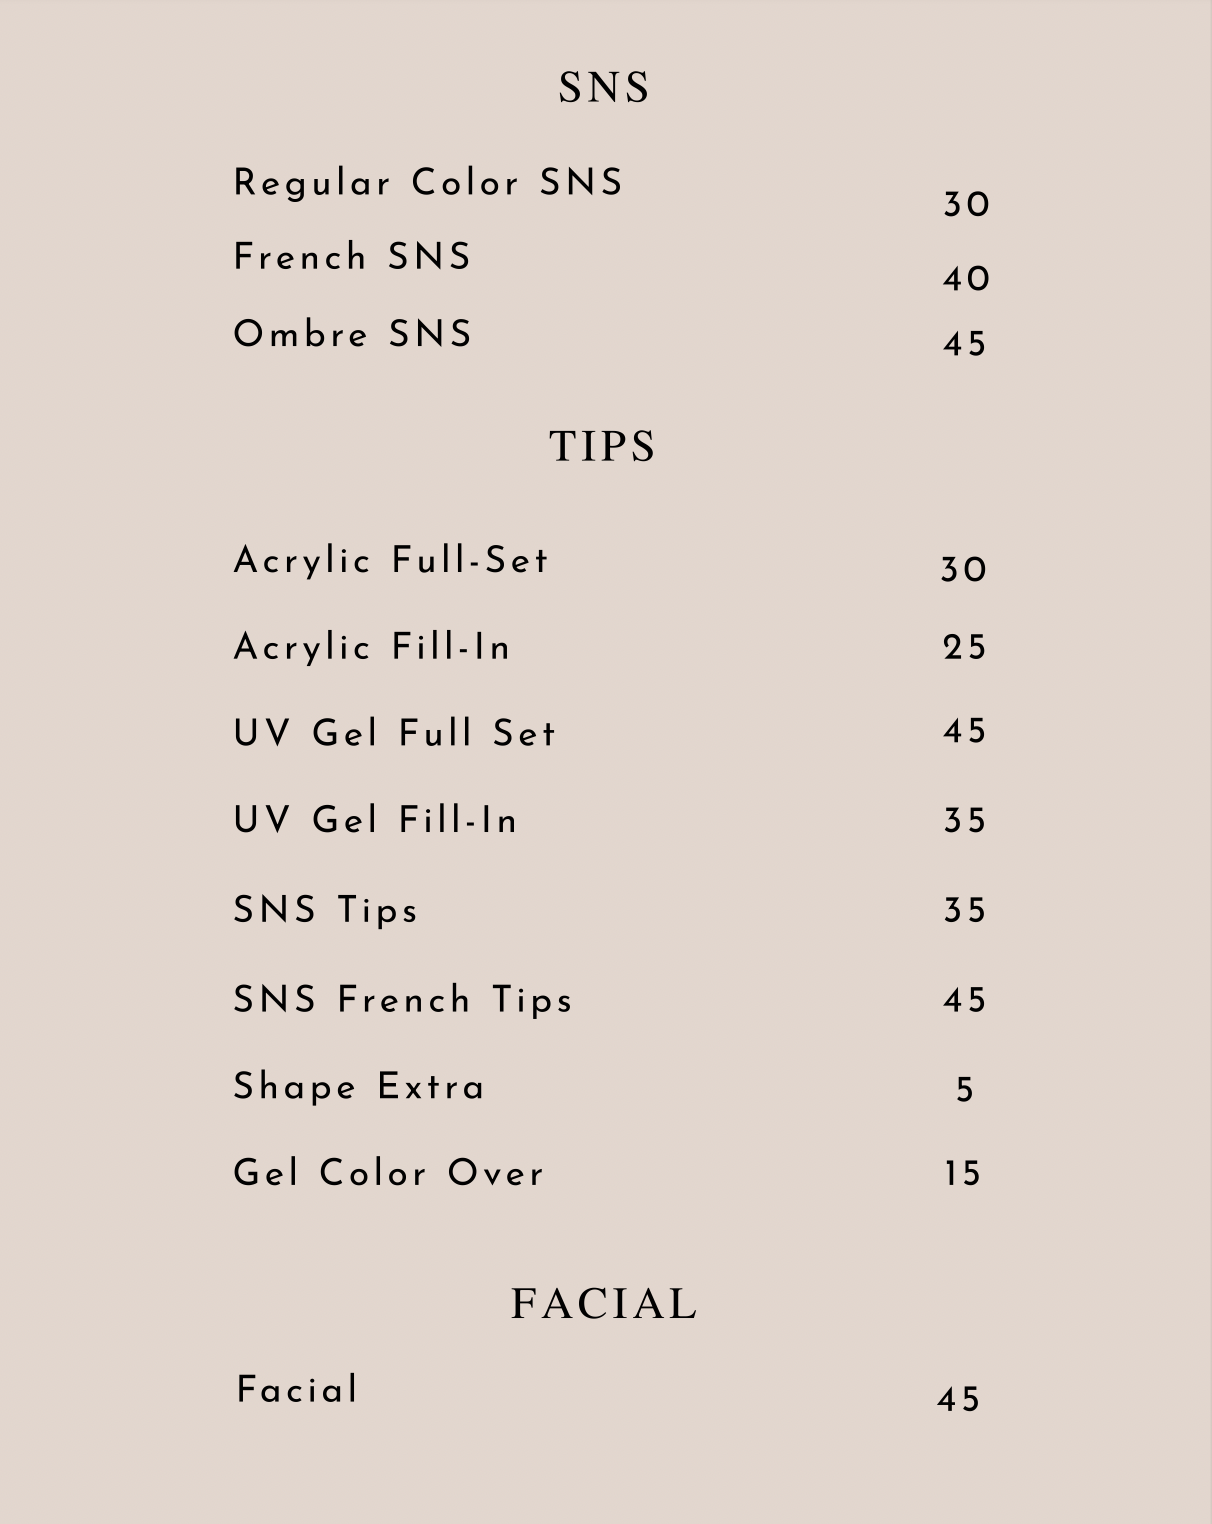 SNS
Regular Color SNS 30
French SNS 40
Ombre SNS 45
TIPS
Acrylic Full-Set 30
Acrylic Fill-In 25
UV Gel Full Set 45
UV Gel Fill-In 35
SNS Tips 35
SNS French Tips 45
Shape Extra 5
Gel Color Over 15
FACIAL
Facial 45